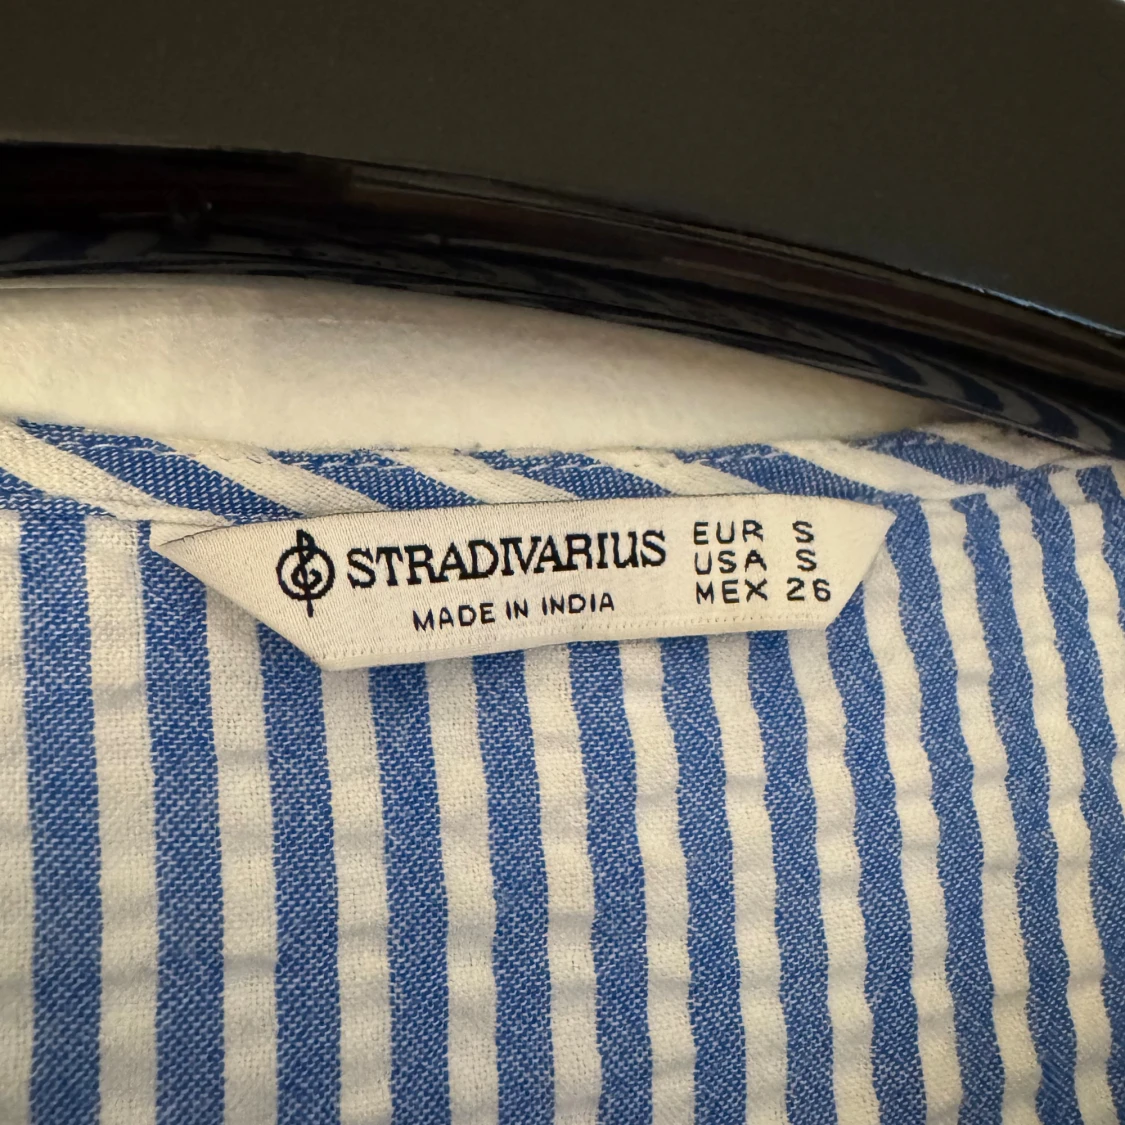 STRADIVARIUS
MADE IN INDIA
EUR S
USA S
MEX 26